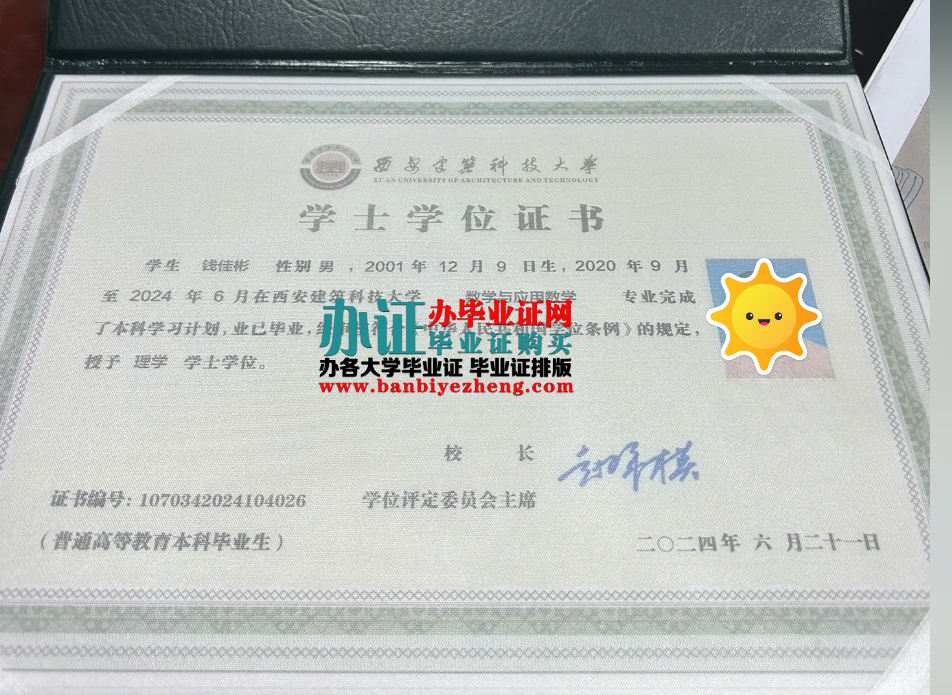 西安建筑科技大学
XI'AN UNIVERSITY OF ARCHITECTURE AND TECHNOLOGY
学士学位证书
学生 钱佳彬 性别 男 ，2001 年 12 月 9 日生，2020 年 9 月
至 2024 年 6 月在西安建筑科技大学 数学与应用数学 专业完成
了本科学习计划，业已毕业，人民共和国学位条例》的规定，
授予 理学 学士学位。
办证 办毕业证网
毕业证购买
办各大学毕业证 毕业证排版
www.banbiyezheng.com
校 长
证书编号: 1070342024104026 学位评定委员会主席
(普通高等教育本科毕业生) 二〇二四年 六 月二十一日